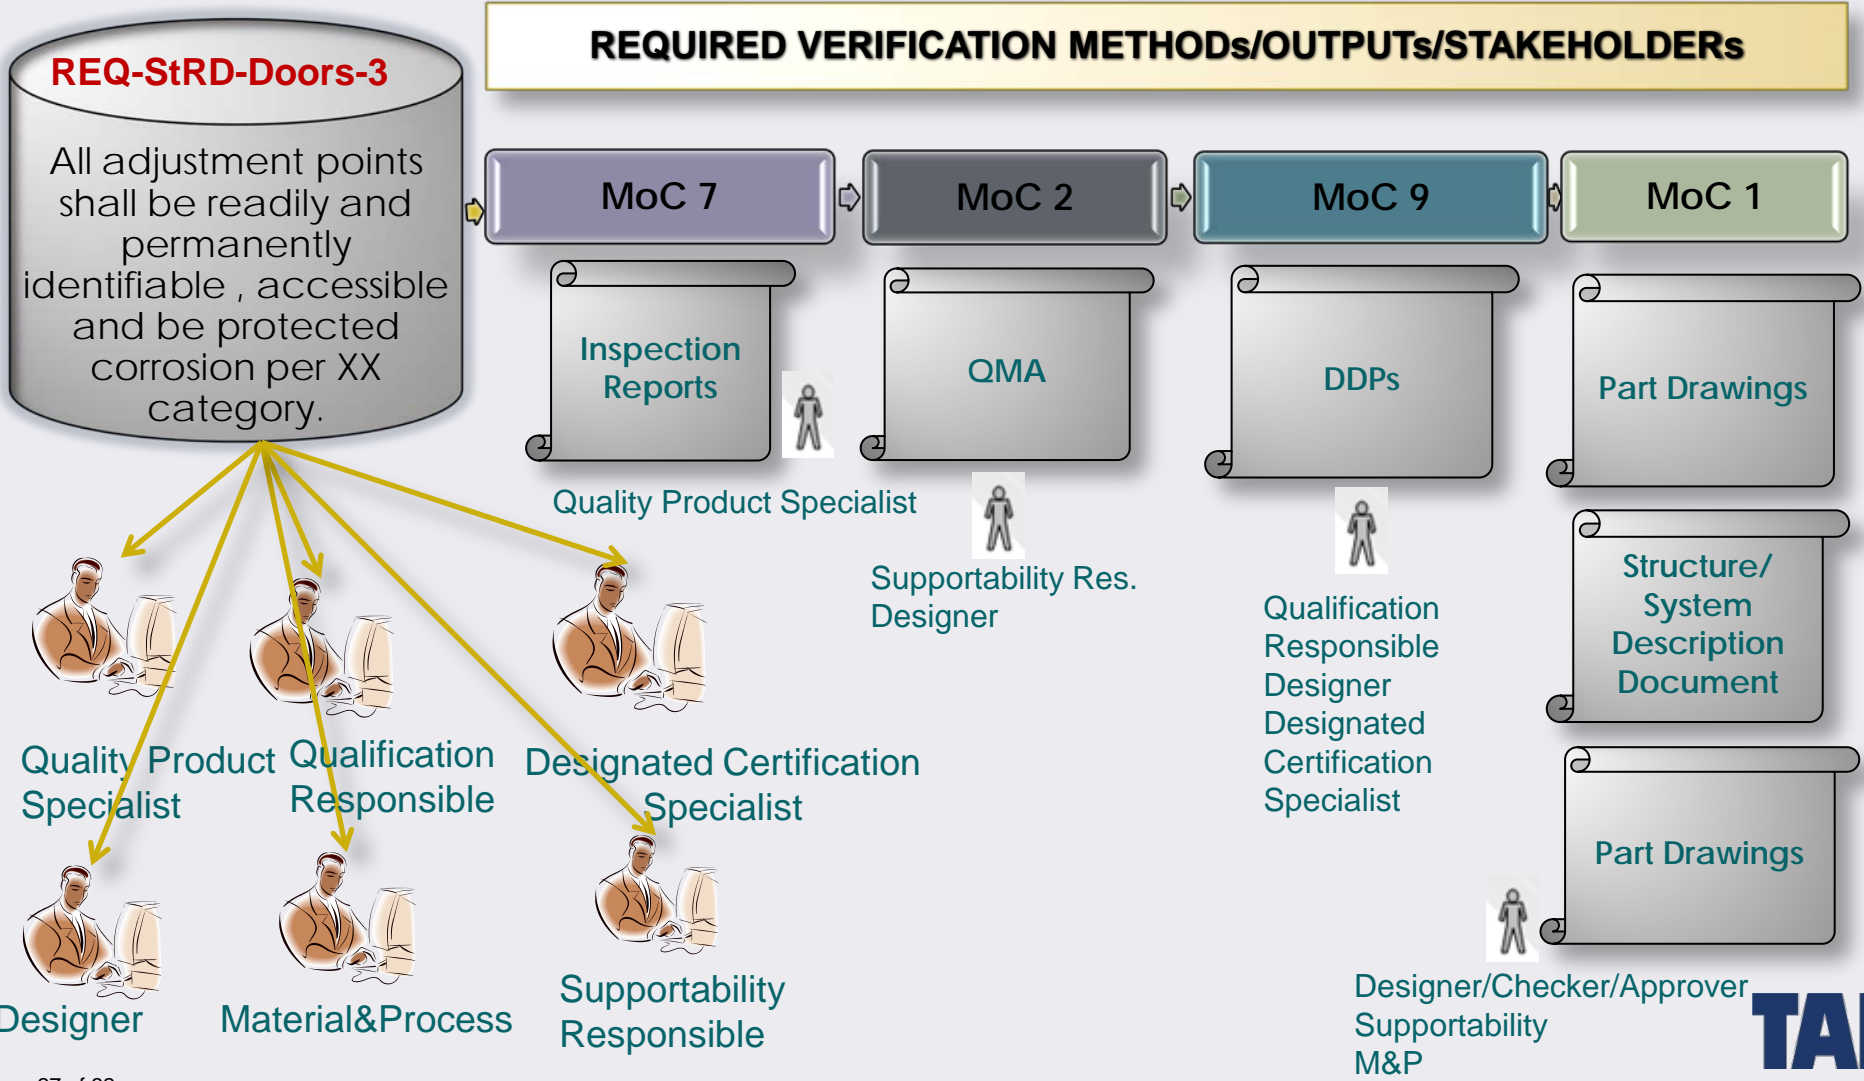 REQUIRED VERIFICATION METHODs/OUTPUTs/STAKEHOLDERs
REQ-StRD-Doors-3
All adjustment points
shall be readily and
permanently
identifiable , accessible
and be protected
corrosion per XX
category.
MoC 7
MoC 2
MoC 9
MoC 1
Inspection
Reports
QMA
DDPs
Part Drawings
Quality Product Specialist
Supportability Res.
Designer
Qualification
Responsible
Designer
Designated
Certification
Specialist
Structure/
System
Description
Document
Part Drawings
Designer/Checker/Approver
Supportability
M&P
Quality Product
Specialist
Qualification
Responsible
Designated Certification
Specialist
Designer
Material&Process
Supportability
Responsible